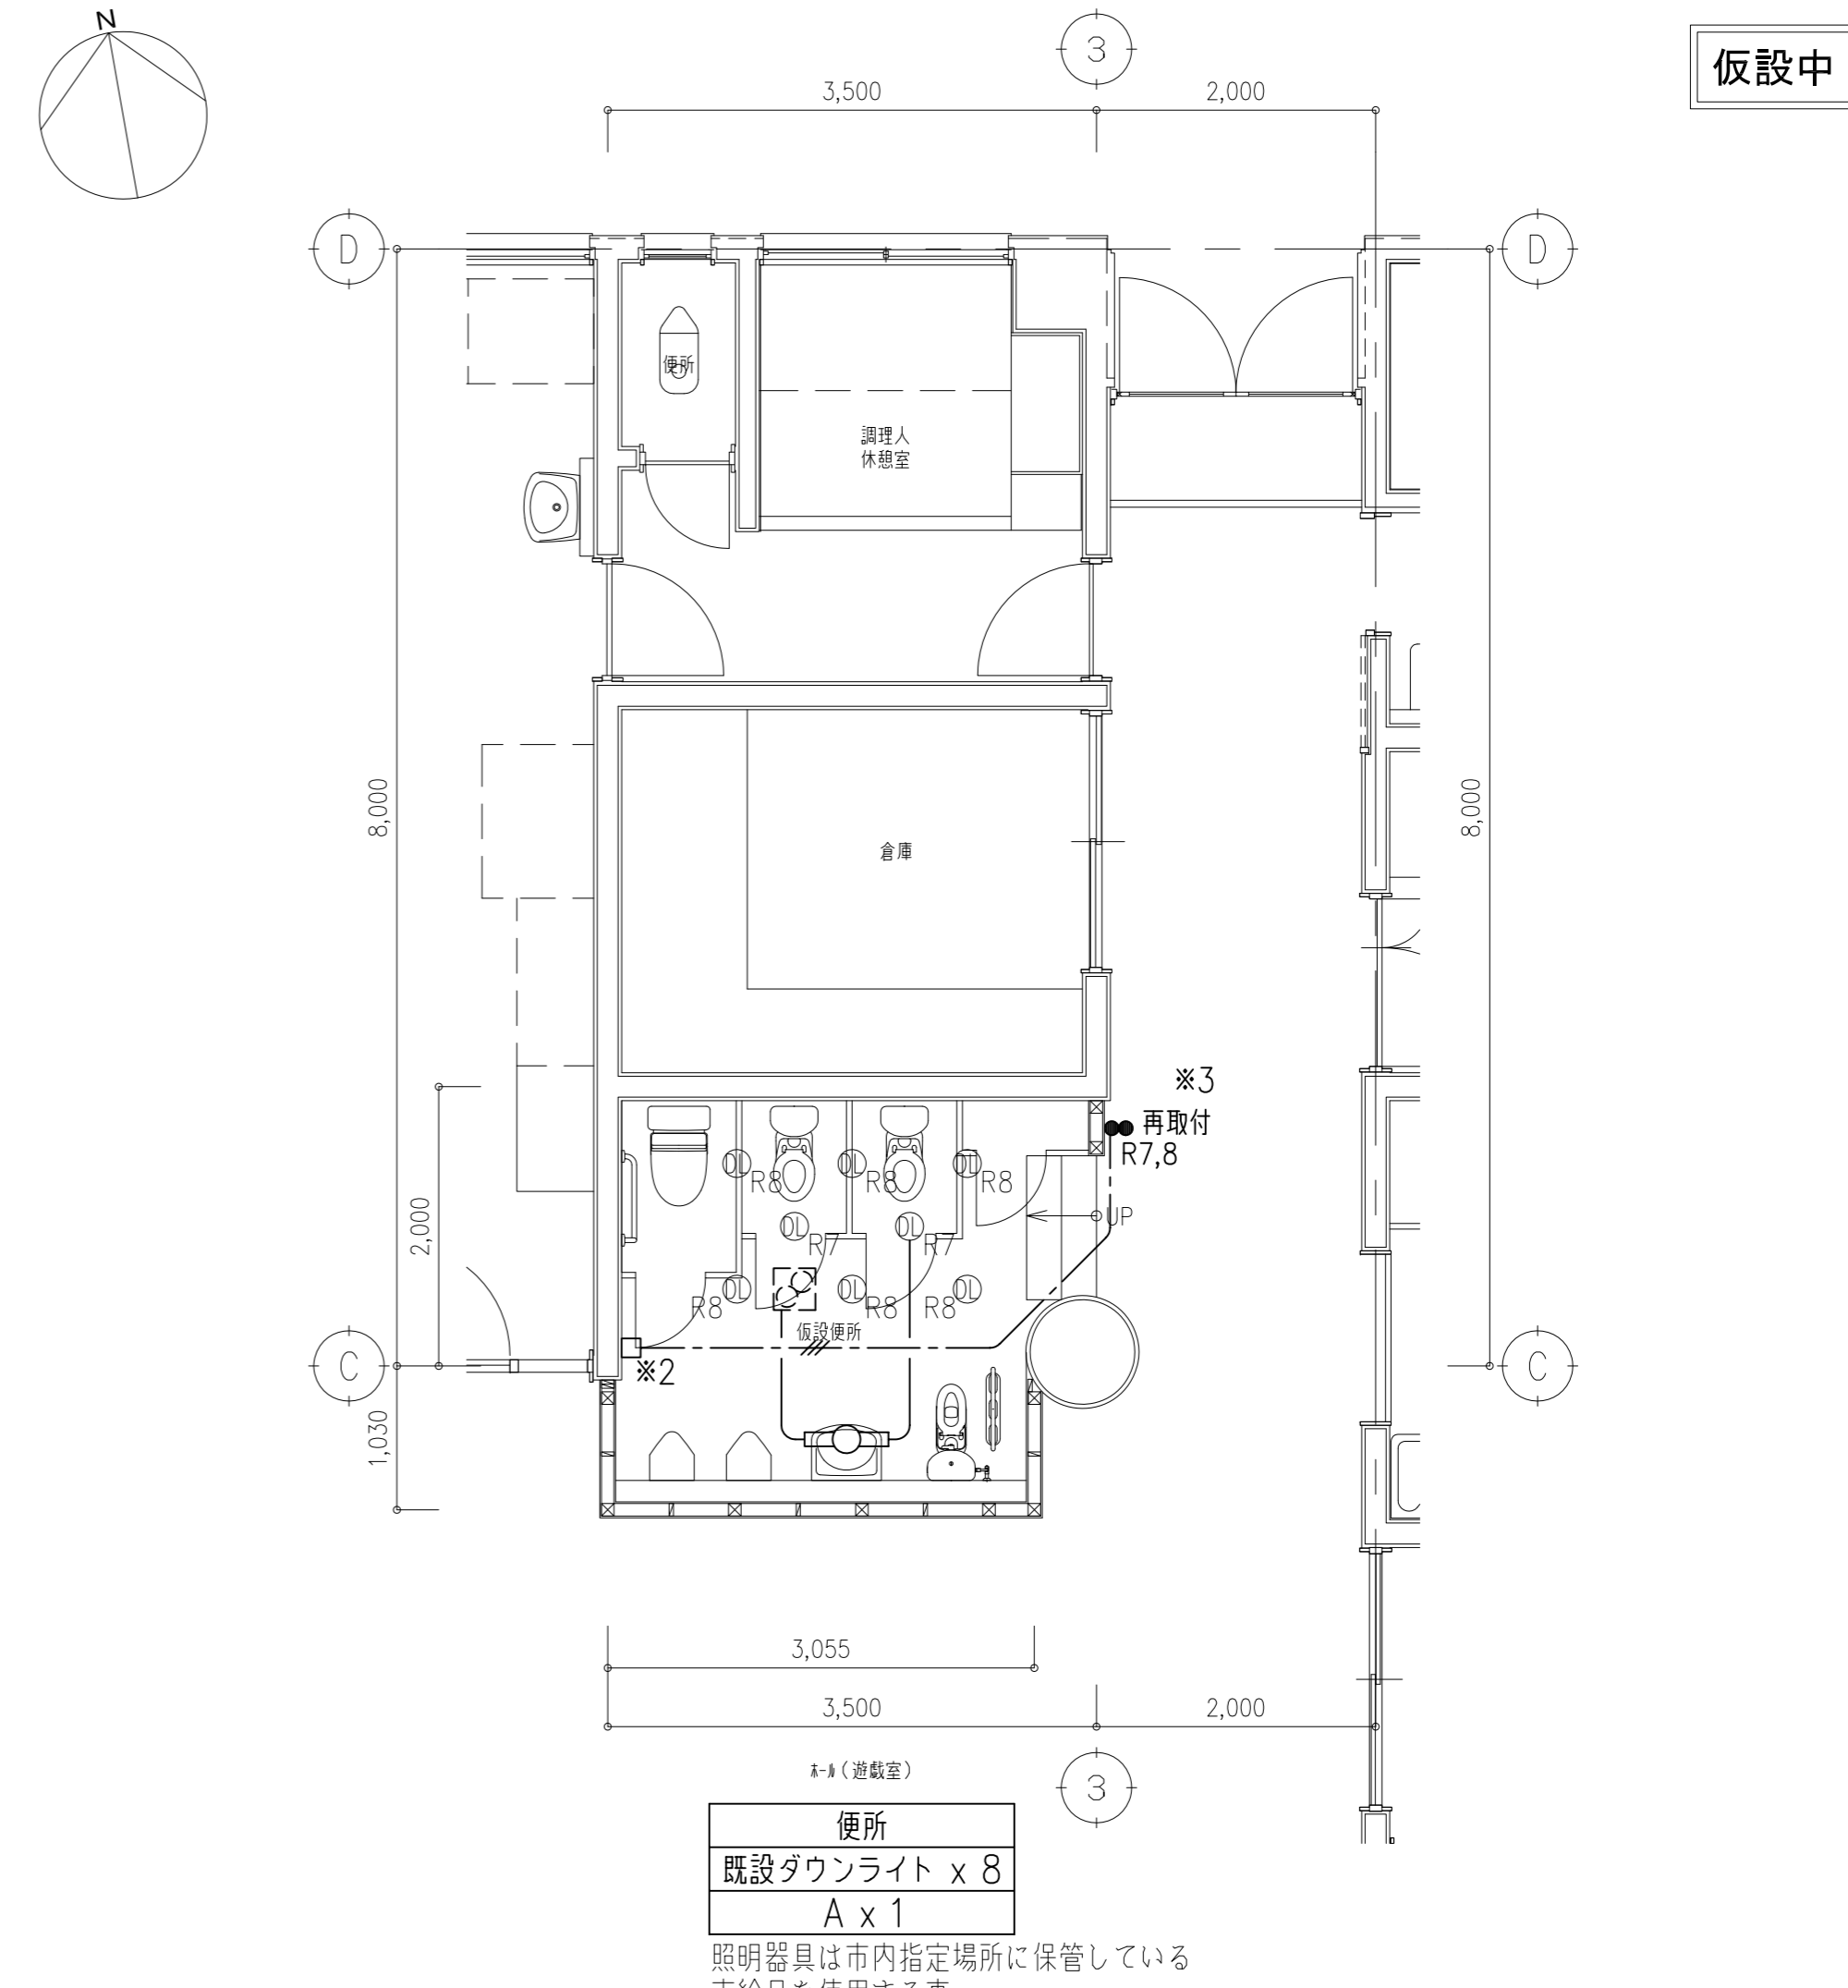 N
3
仮設中
3,500
2,000
D
D
便所
調理人
休憩室
8,000
8,000
倉庫
※3
再取付
R7,8
DL
DL
DL
R8
R8
R8
2,000
UP
DL
DL
R7
R7
DL
DL
DL
R8
R8
R8
仮設便所
C
※2
C
1,030
3,055
3,500
2,000
ホール(遊戯室)
3
便所
既設ダウンライト x 8
A x 1
照明器具は市内指定場所に保管している